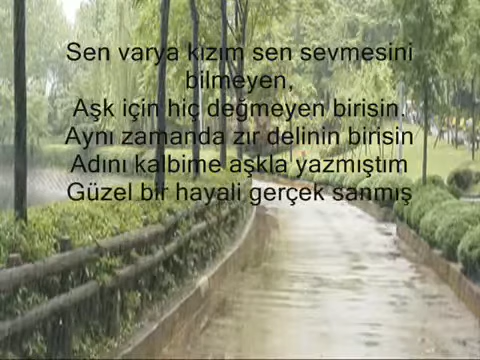 Sen varya kızım sen sevmesini
bilmeyen,
Aşk için hiç değmeyen birisin.
Aynı zamanda zır delinin birisin
Adını kalbime aşkla yazmıştım
Güzel bir hayali gerçek sanmış